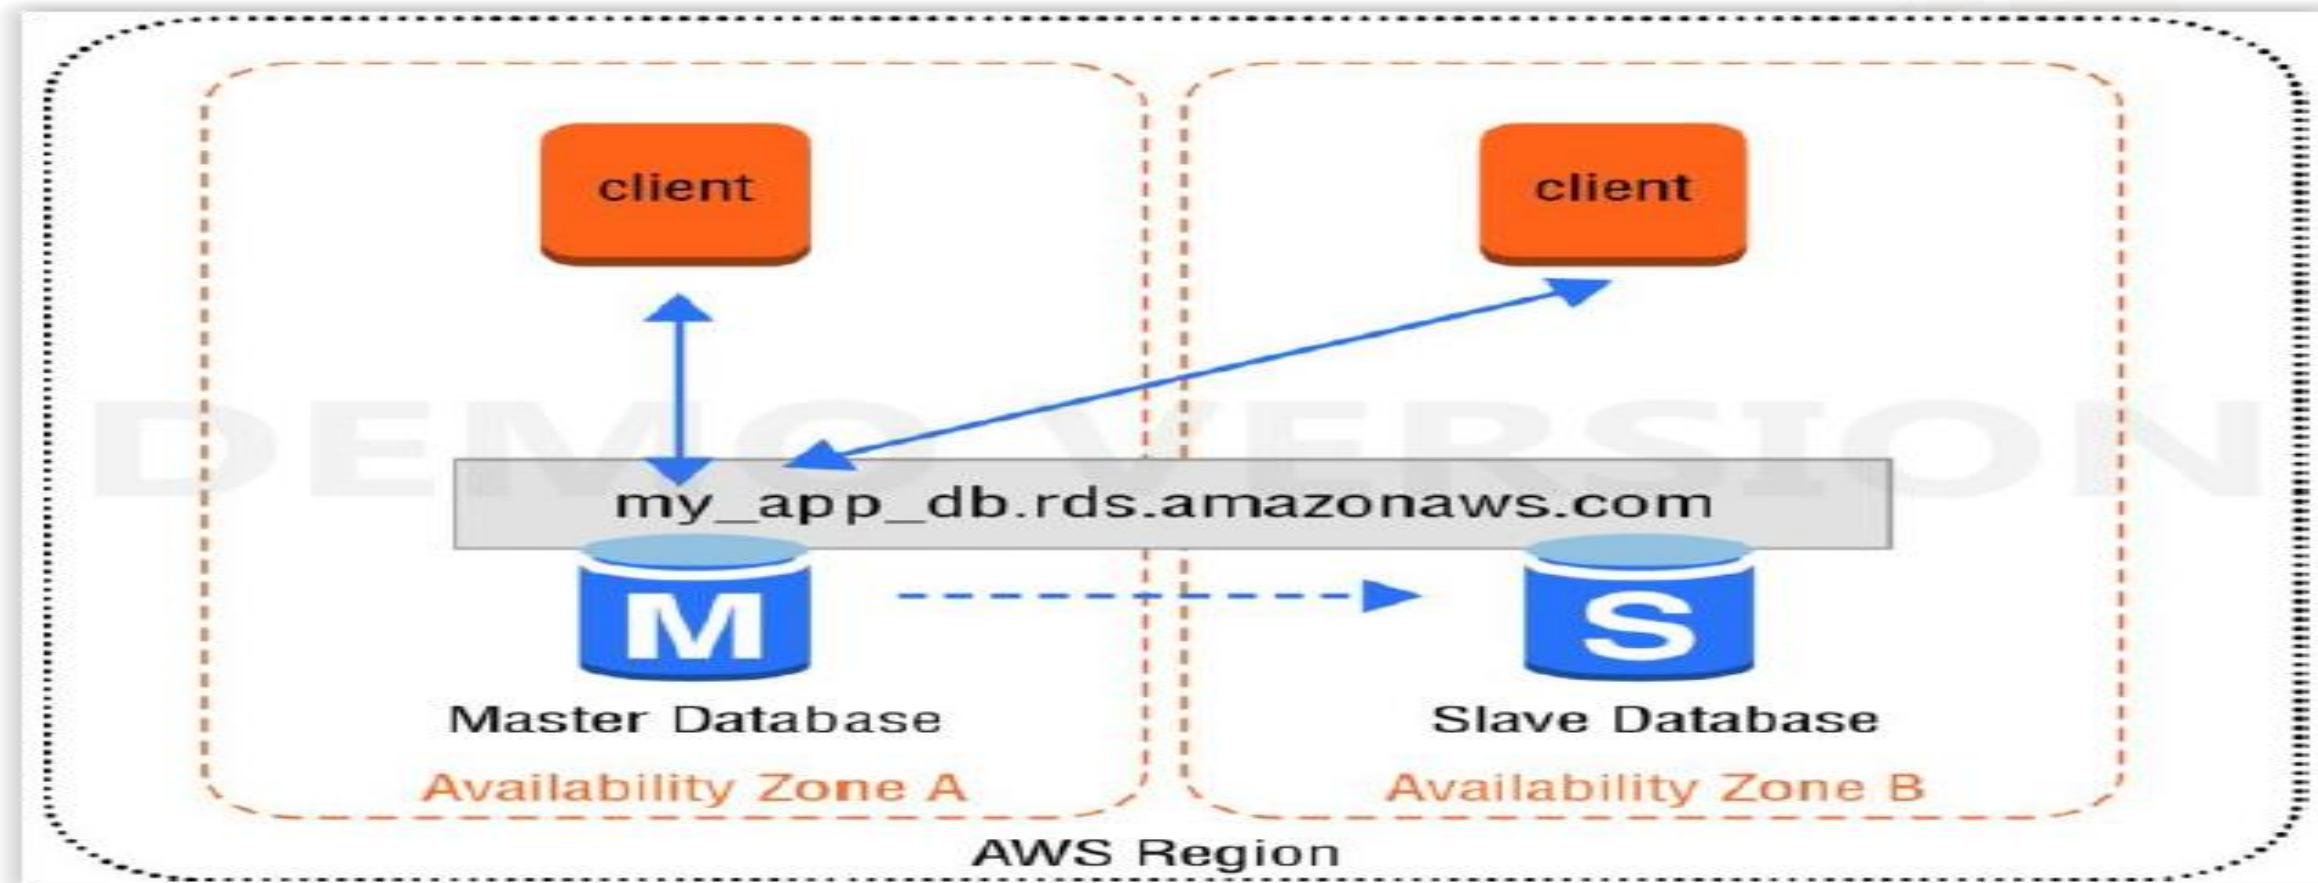 client
client
DEMO VERSION
my_app_db.rds.amazonaws.com
M
S
Master Database
Slave Database
Availability Zone A
Availability Zone B
AWS Region